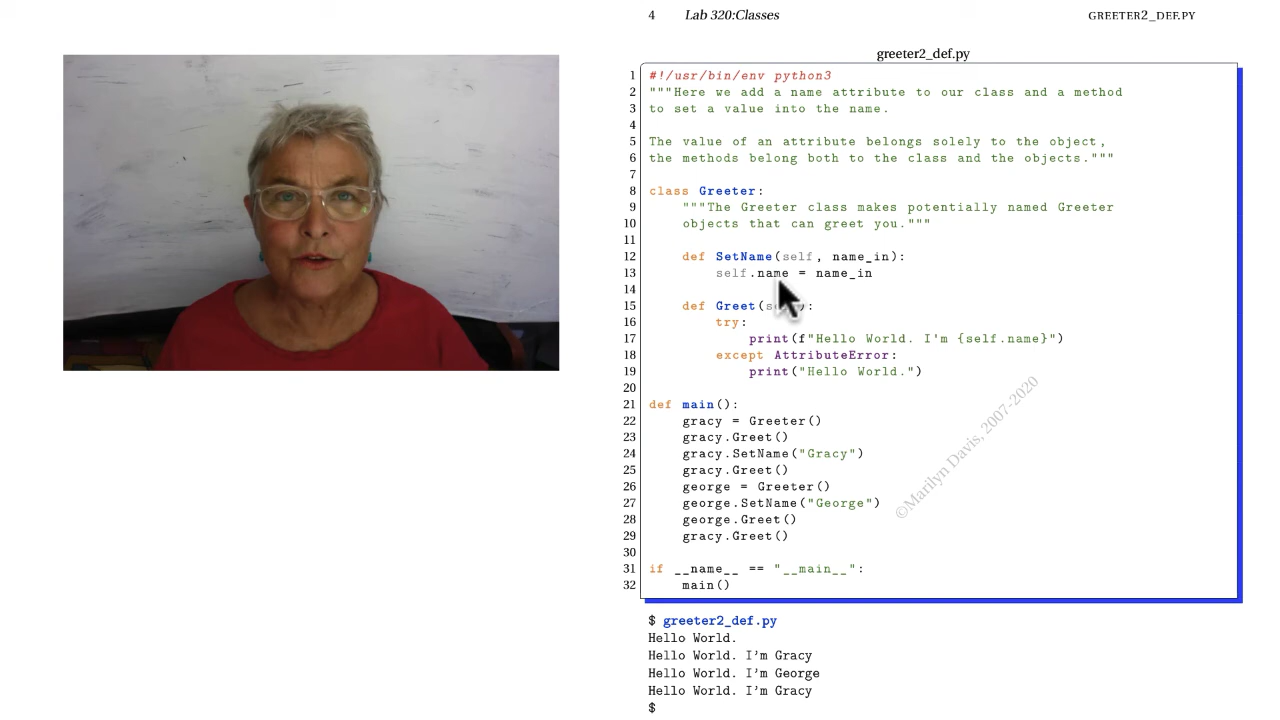 4 Lab 320:Classes GREETER2_DEF.PY
greeter2_def.py
1 #!/usr/bin/env python3
2 """Here we add a name attribute to our class and a method
3 to set a value into the name.
4
5 The value of an attribute belongs solely to the object,
6 the methods belong both to the class and the objects."""
7
8 class Greeter:
9     """The Greeter class makes potentially named Greeter
10     objects that can greet you."""
11
12     def SetName(self, name_in):
13         self.name = name_in
14
15     def Greet(self):
16         try:
17             print(f"Hello World. I'm {self.name}")
18         except AttributeError:
19             print("Hello World.")
20
21 def main():
22     gracy = Greeter()
23     gracy.Greet()
24     gracy.SetName("Gracy")
25     gracy.Greet()
26     george = Greeter()
27     george.SetName("George")
28     george.Greet()
29     gracy.Greet()
30
31 if __name__ == "__main__":
32     main()
©Marilyn Davis, 2007-2020
$ greeter2_def.py
Hello World.
Hello World. I'm Gracy
Hello World. I'm George
Hello World. I'm Gracy
$